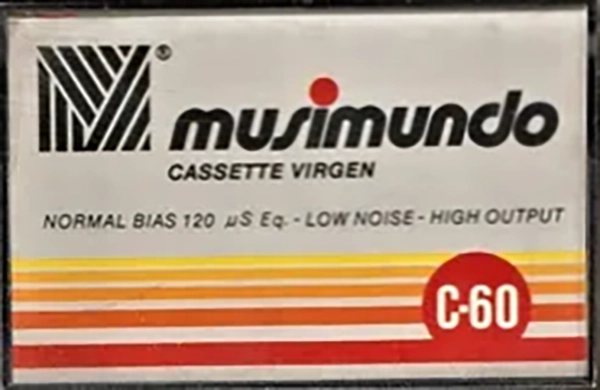 musimundo
CASSETTE VIRGEN
NORMAL BIAS 120 µS Eq. - LOW NOISE - HIGH OUTPUT
C-60